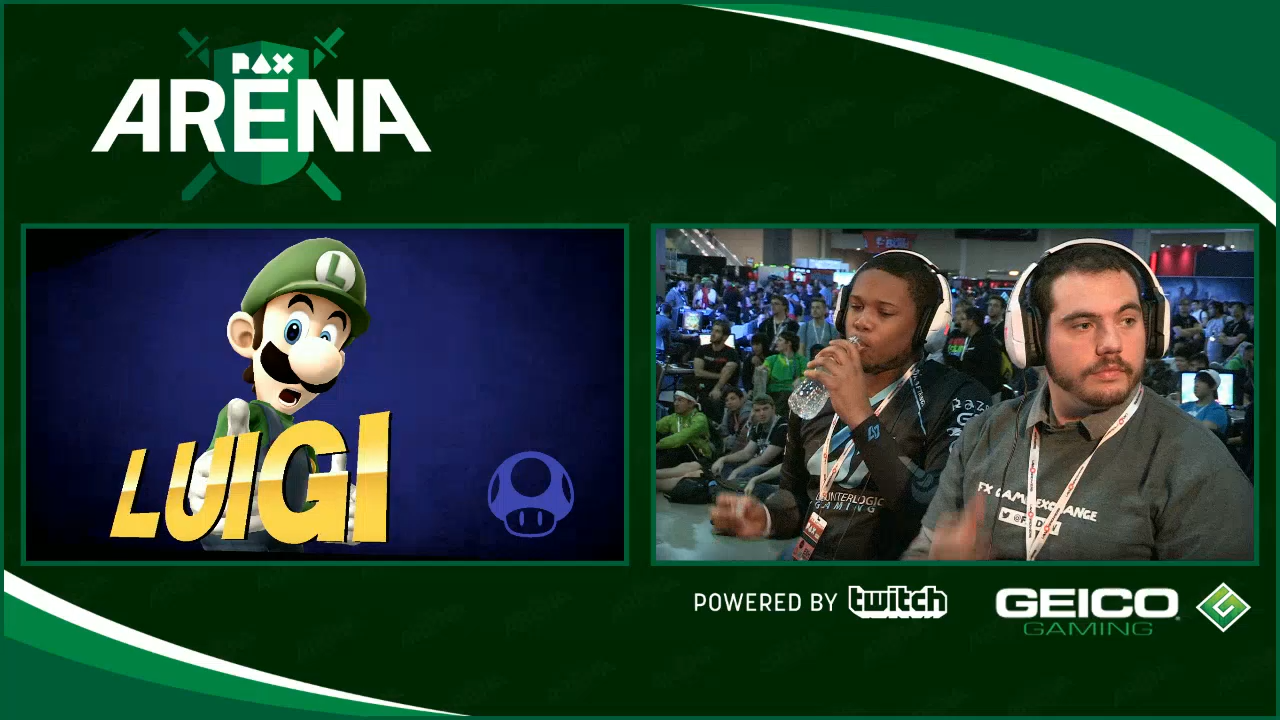 PAX
ARENA
L
LUIGI
COUNTERLOGIC
GAMING
FX GAME EXCHANGE
POWERED BY twitch
GEICO
GAMING